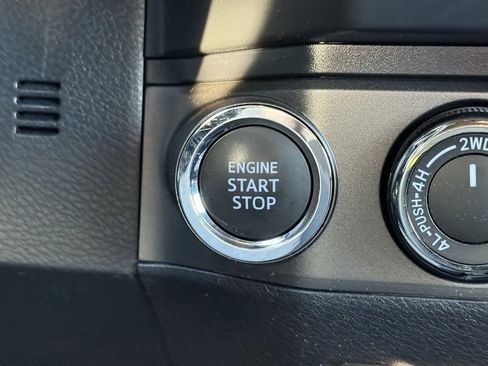 ENGINE
START
STOP
2WD
4L-PUSH-4H